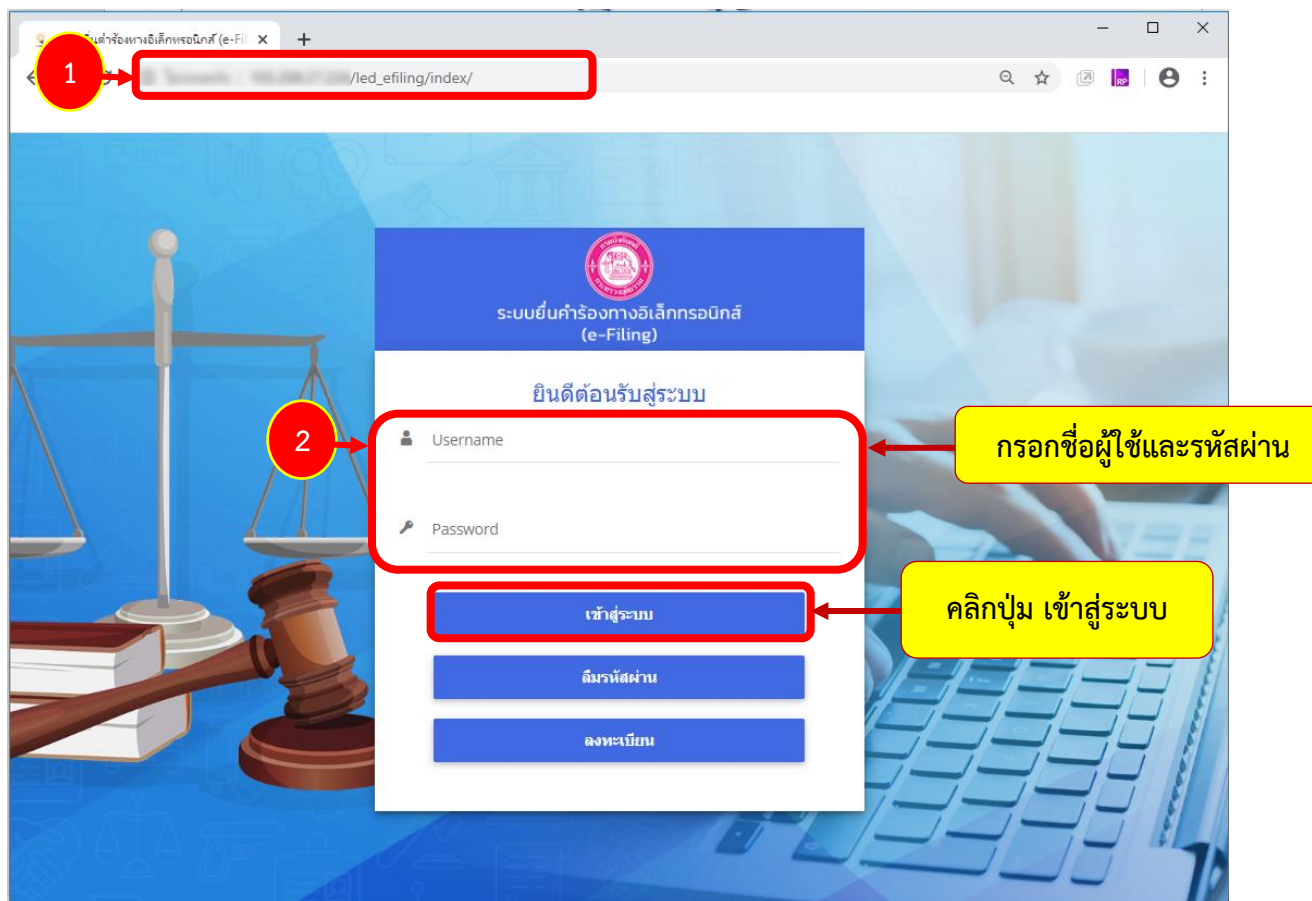 ยื่นคำร้องทางอิเล็กทรอนิกส์ (e-Fil
1
/led_efiling/index/
RP
ระบบยื่นคำร้องทางอิเล็กทรอนิกส์
(e-Filing)
ยินดีต้อนรับสู่ระบบ
2
Username
กรอกชื่อผู้ใช้และรหัสผ่าน
Password
เข้าสู่ระบบ
คลิกปุ่ม เข้าสู่ระบบ
ลืมรหัสผ่าน
ลงทะเบียน